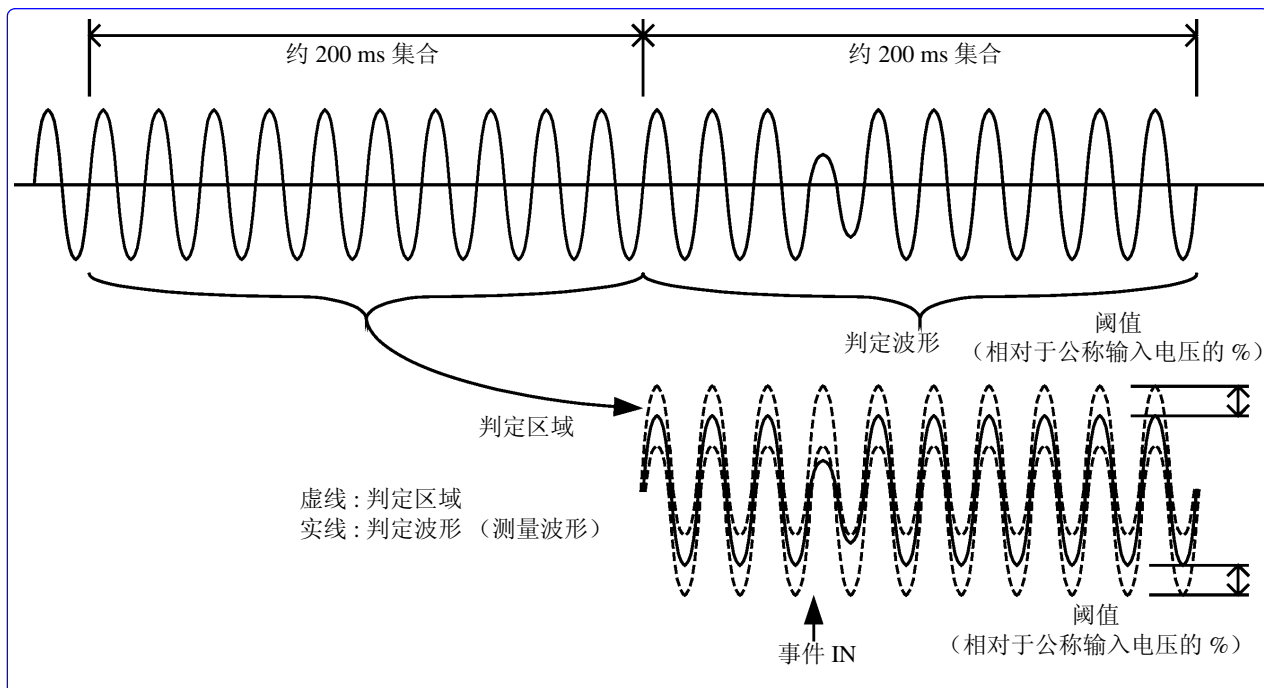 约 200 ms 集合
约 200 ms 集合
判定波形
阈值
（相对于公称输入电压的 %）
判定区域
虚线 : 判定区域
实线 : 判定波形 （测量波形）
阈值
（相对于公称输入电压的 %）
事件 IN